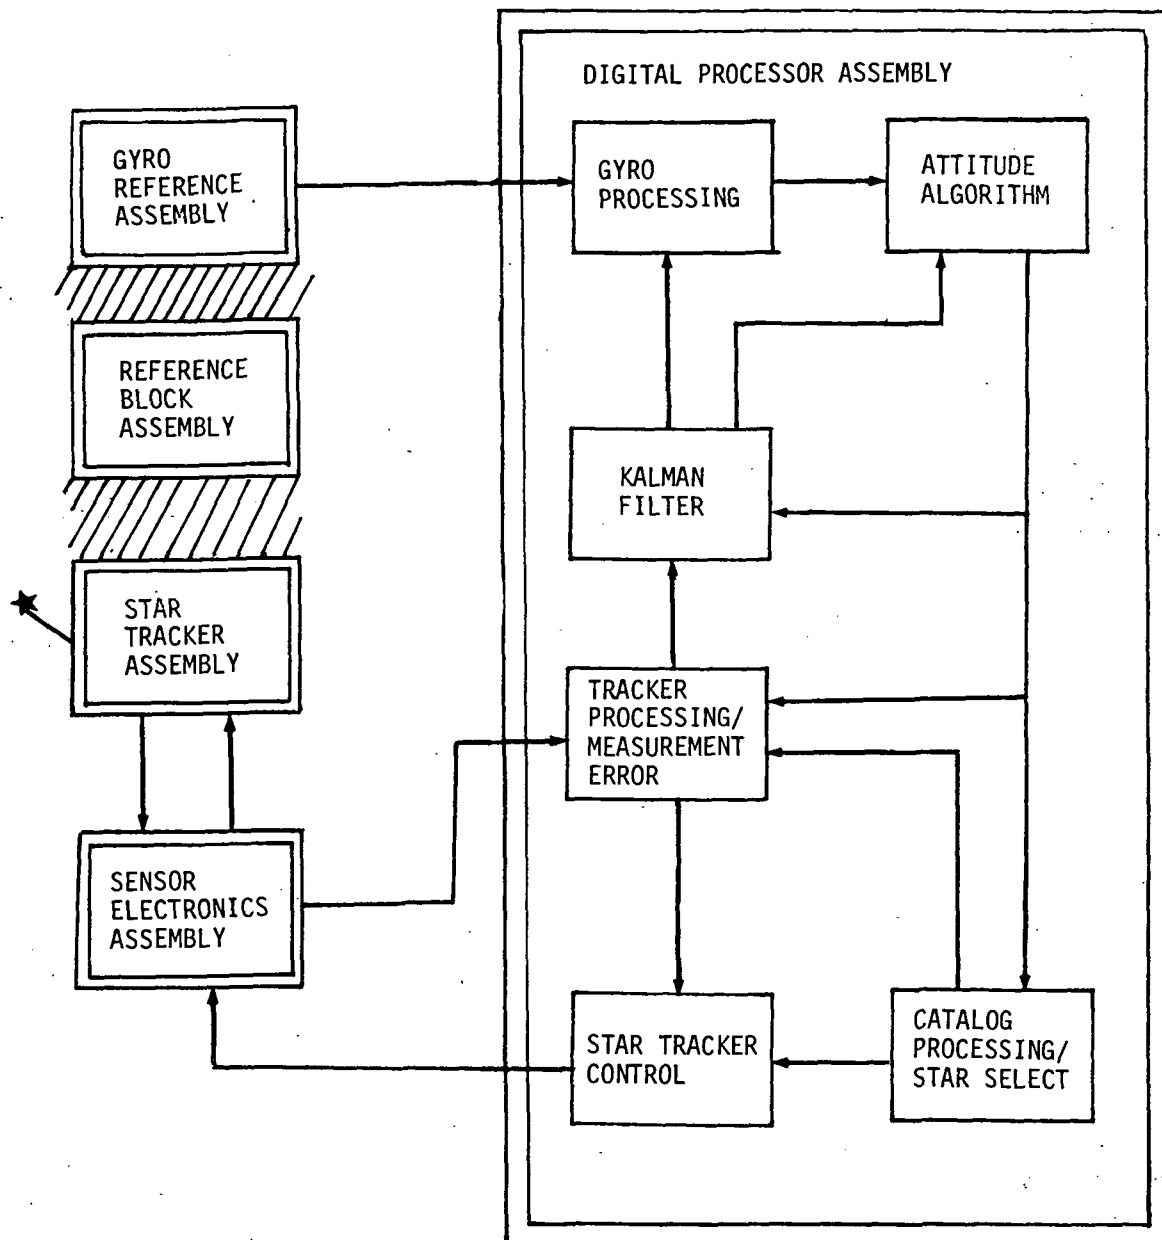 DIGITAL PROCESSOR ASSEMBLY
GYRO
REFERENCE
ASSEMBLY
GYRO
PROCESSING
ATTITUDE
ALGORITHM
REFERENCE
BLOCK
ASSEMBLY
KALMAN
FILTER
STAR
TRACKER
ASSEMBLY
TRACKER
PROCESSING/
MEASUREMENT
ERROR
SENSOR
ELECTRONICS
ASSEMBLY
STAR TRACKER
CONTROL
CATALOG
PROCESSING/
STAR SELECT